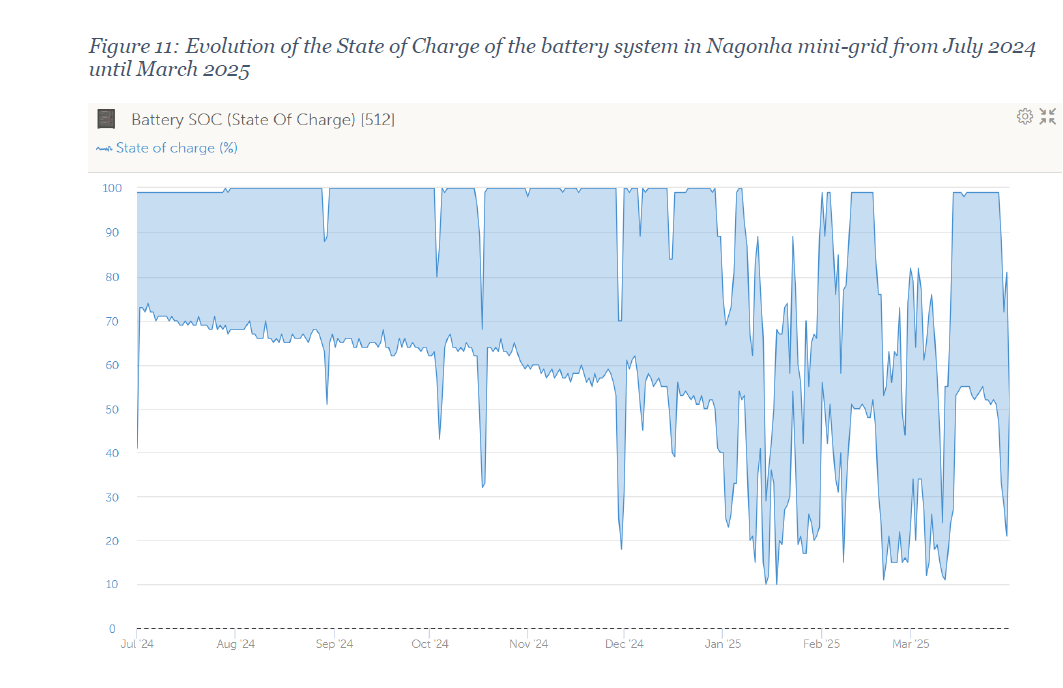 Figure 11: Evolution of the State of Charge of the battery system in Nagonha mini-grid from July 2024
until March 2025
Battery SOC (State Of Charge) [512]
State of charge (%)
100
90
80
70
60
50
40
30
20
10
0
Jul '24 Aug '24 Sep '24 Oct '24 Nov '24 Dec '24 Jan '25 Feb '25 Mar '25